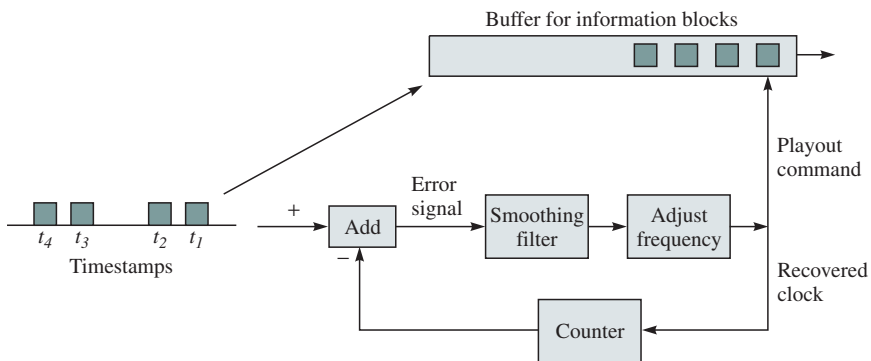 Buffer for information blocks
Playout
command
Error
signal
+
Add
−
Smoothing
filter
Adjust
frequency
t4 t3 t2 t1
Timestamps
Recovered
clock
Counter